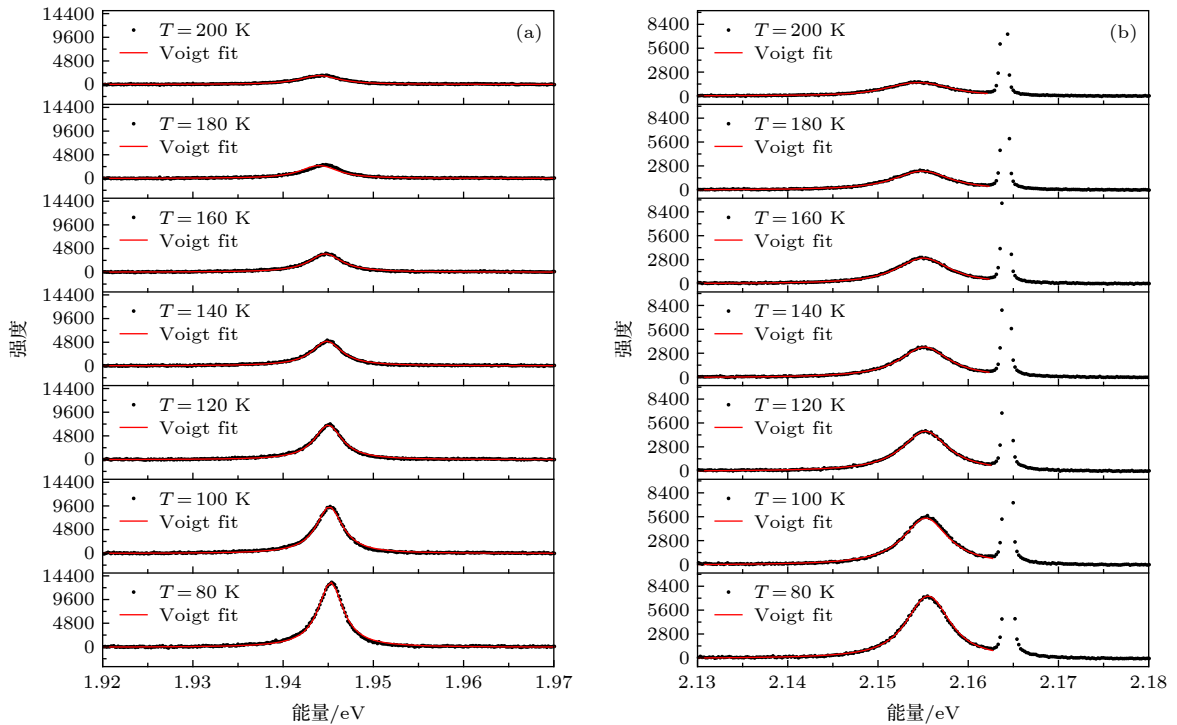 (a)
14400
9600
4800
0
T = 200 K
Voigt fit
14400
9600
4800
0
T = 180 K
Voigt fit
14400
9600
4800
0
T = 160 K
Voigt fit
14400
9600
4800
0
T = 140 K
Voigt fit
14400
9600
4800
0
T = 120 K
Voigt fit
14400
9600
4800
0
T = 100 K
Voigt fit
14400
9600
4800
0
T = 80 K
Voigt fit
强度
1.92 1.93 1.94 1.95 1.96 1.97
能量/eV
(b)
8400
5600
2800
0
T = 200 K
Voigt fit
8400
5600
2800
0
T = 180 K
Voigt fit
8400
5600
2800
0
T = 160 K
Voigt fit
8400
5600
2800
0
T = 140 K
Voigt fit
8400
5600
2800
0
T = 120 K
Voigt fit
8400
5600
2800
0
T = 100 K
Voigt fit
8400
5600
2800
0
T = 80 K
Voigt fit
强度
2.13 2.14 2.15 2.16 2.17 2.18
能量/eV